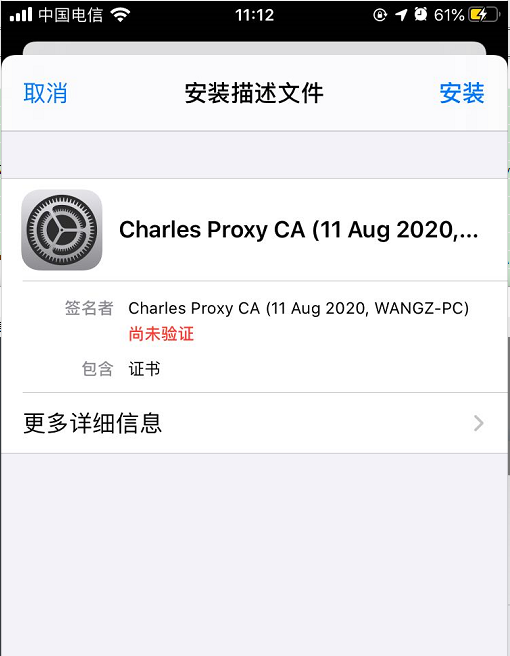 中国电信 11:12 61%
取消 安装描述文件 安装
Charles Proxy CA (11 Aug 2020,...
签名者 Charles Proxy CA (11 Aug 2020, WANGZ-PC)
尚未验证
包含 证书
更多详细信息